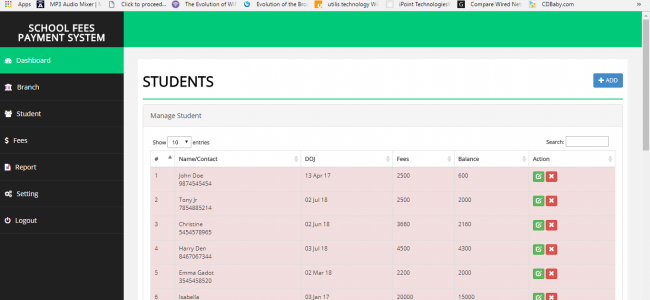 Apps MP3 Audio Mixer | M Click to proceed... The Evolution of Wi Evolution of the Bro utilis technology W iPoint Technologies Compare Wired Net CDBaby.com »
SCHOOL FEES
PAYMENT SYSTEM
Dashboard
Branch
Student
Fees
Report
Setting
Logout
STUDENTS
ADD
Manage Student
Show 10 entries Search:
# Name/Contact DOJ Fees Balance Action
1 John Doe 13 Apr 17 2500 600
9874545454
2 Tony Jr 02 Jul 18 2500 2000
7854885214
3 Christine 02 Jun 18 3660 2160
5454578965
4 Harry Den 03 Jul 18 4500 4300
8467067344
5 Emma Gadot 02 Mar 18 2200 2000
3545458520
6 Isabella 03 Jan 17 20000 15000